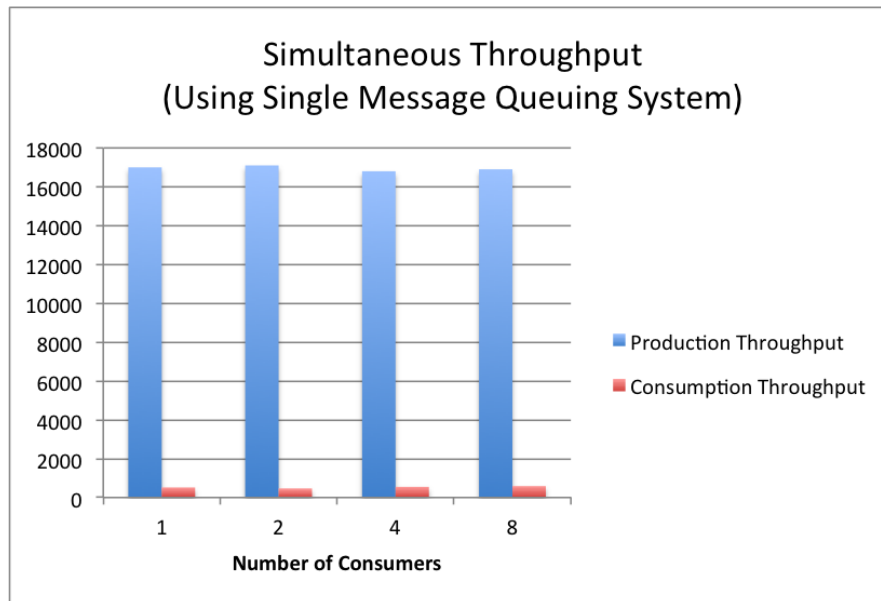 Simultaneous Throughput
(Using Single Message Queuing System)
18000
16000
14000
12000
10000
8000
6000
4000
2000
0
1 2 4 8
Number of Consumers
Production Throughput
Consumption Throughput